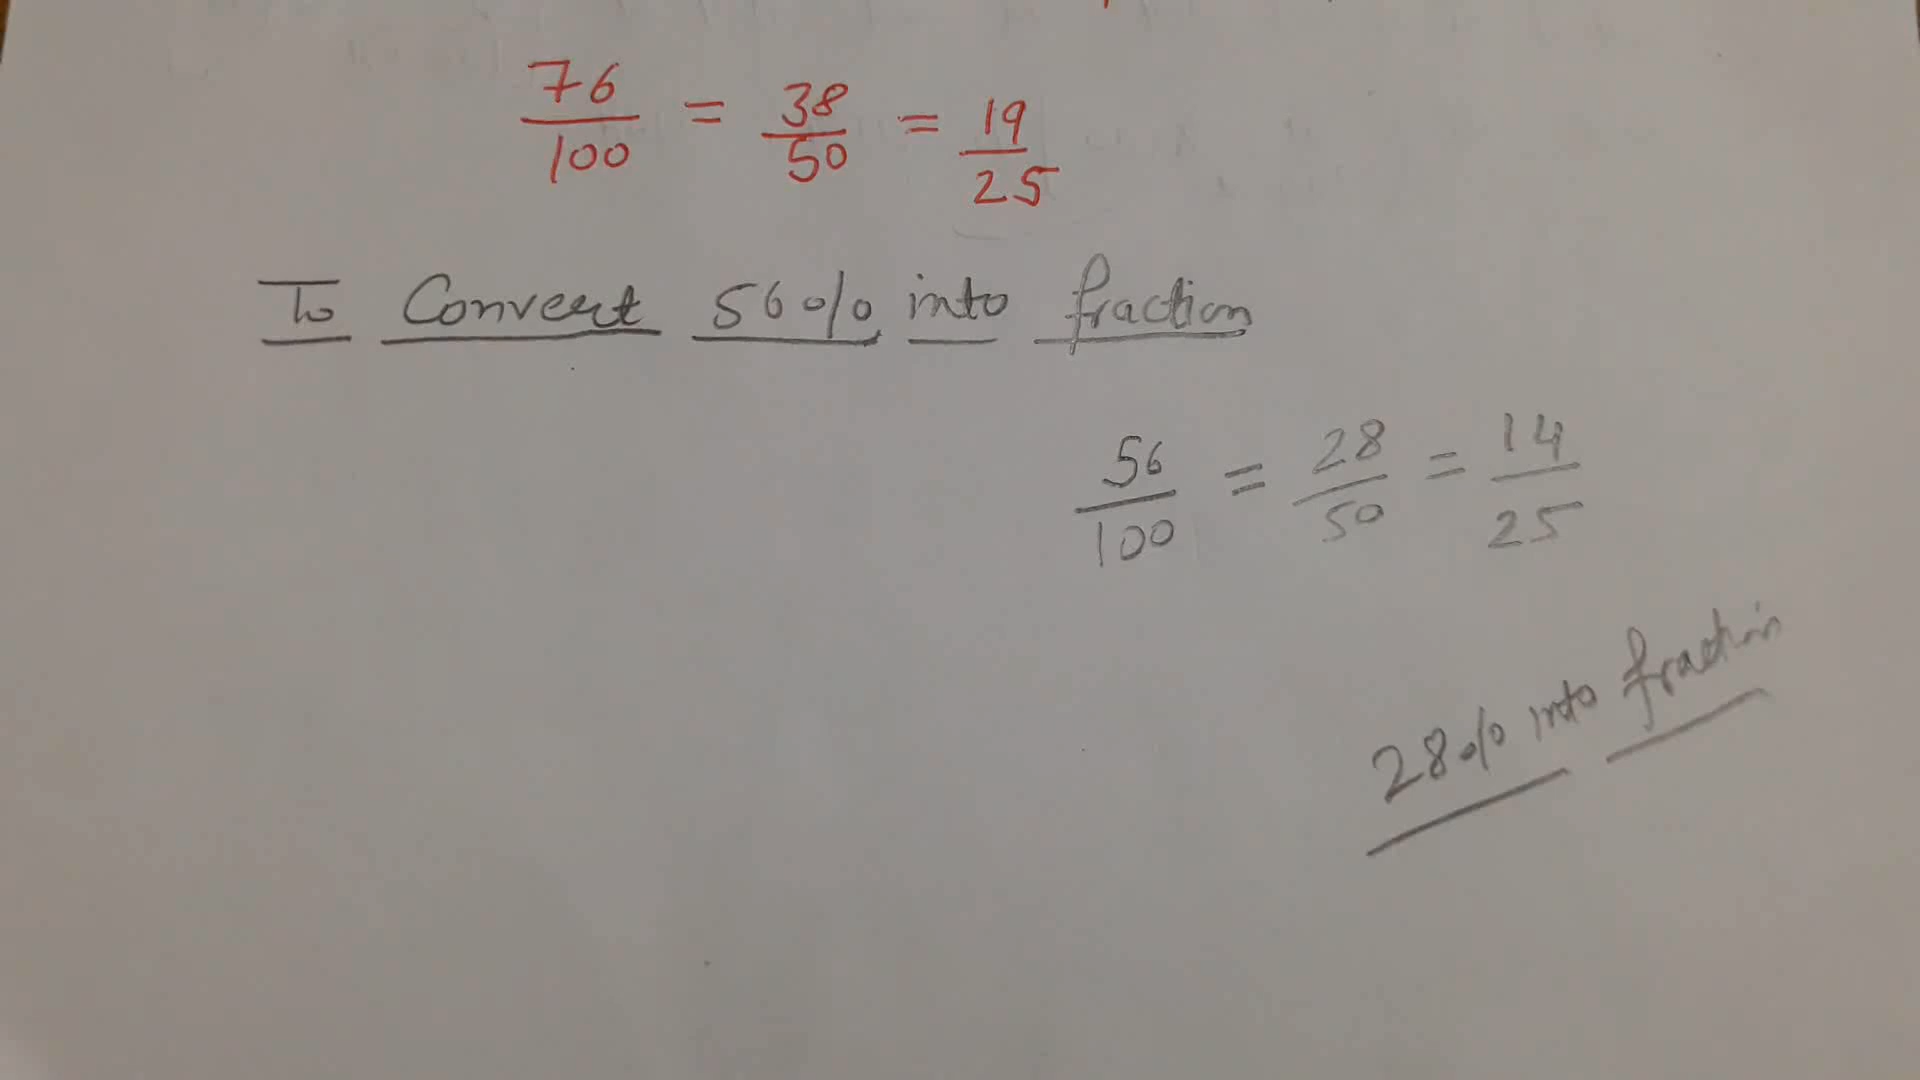 76/100 = 38/50 = 19/25
To Convert 56% into fraction
56/100 = 28/50 = 14/25
28% into fraction